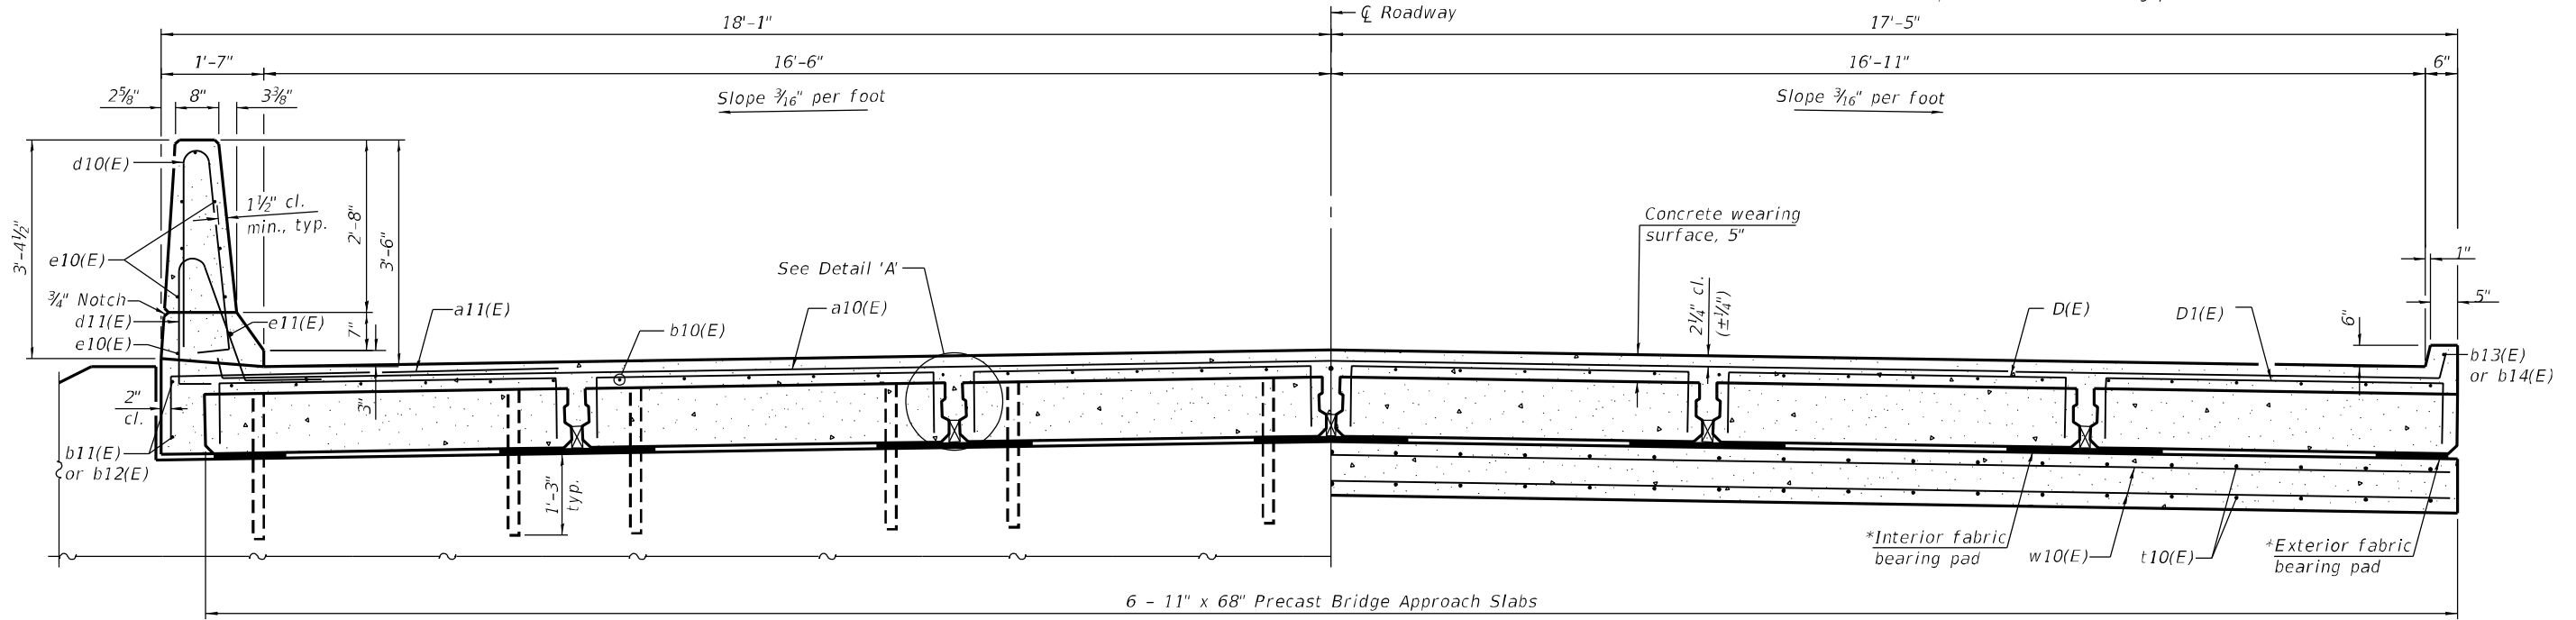 ℄ Roadway
18'-1"
17'-5"
1'-7"
16'-6"
16'-11"
6"
2⅝"
8"
3⅜"
Slope 3/16" per foot
Slope 3/16" per foot
d10(E)
1½" cl.
min., typ.
3'-4½"
2'-8"
3'-6"
Concrete wearing
surface, 5"
e10(E)
See Detail 'A'
1"
¾" Notch
a11(E)
a10(E)
2¼" cl.
(±¼")
D(E)
D1(E)
5"
6"
d11(E)
e11(E)
7"
b10(E)
e10(E)
b13(E)
or b14(E)
2"
cl.
3"
b11(E)
or b12(E)
1'-3"
typ.
*Interior fabric
bearing pad
w10(E)
t10(E)
*Exterior fabric
bearing pad
6 - 11" x 68" Precast Bridge Approach Slabs